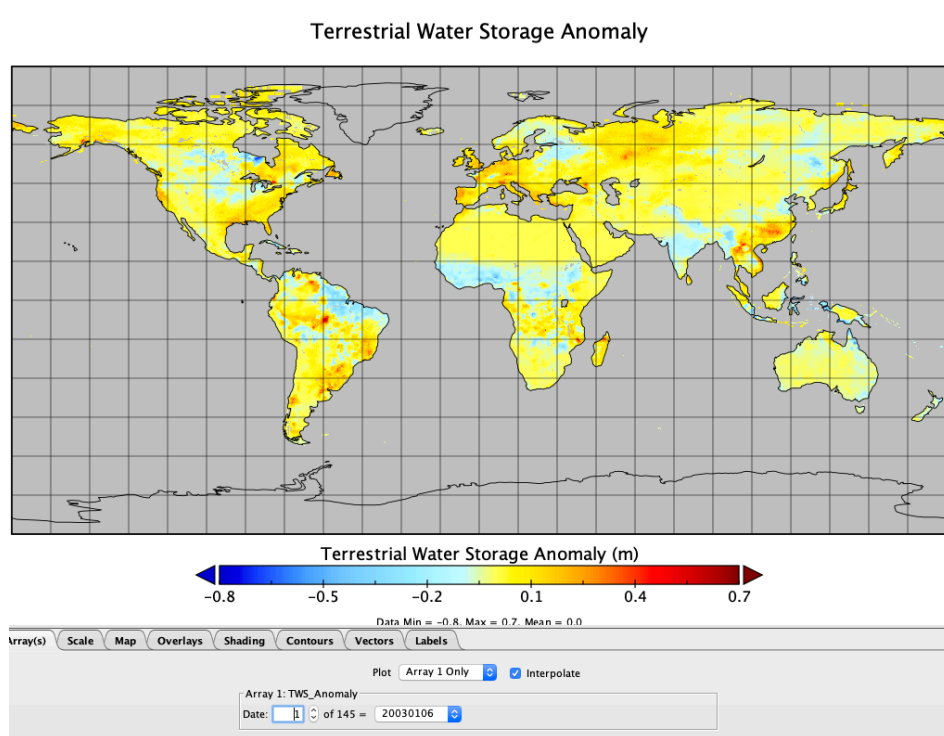 Terrestrial Water Storage Anomaly
Terrestrial Water Storage Anomaly (m)
-0.8 -0.5 -0.2 0.1 0.4 0.7
Data Min = -0.8, Max = 0.7, Mean = 0.0
Array(s) Scale Map Overlays Shading Contours Vectors Labels
Plot Array 1 Only Interpolate
Array 1: TWS_Anomaly
Date: 1 of 145 = 20030106